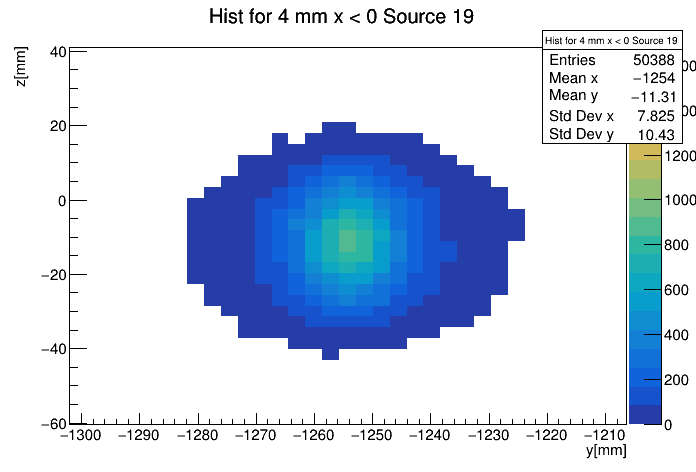 Hist for 4 mm x < 0 Source 19
Hist for 4 mm x < 0 Source 19
Entries 50388
Mean x −1254
Mean y −11.31
Std Dev x 7.825
Std Dev y 10.43
z[mm]
40
20
0
−20
−40
−60
−1300 −1290 −1280 −1270 −1260 −1250 −1240 −1230 −1220 −1210
y[mm]
1200
1000
800
600
400
200
0